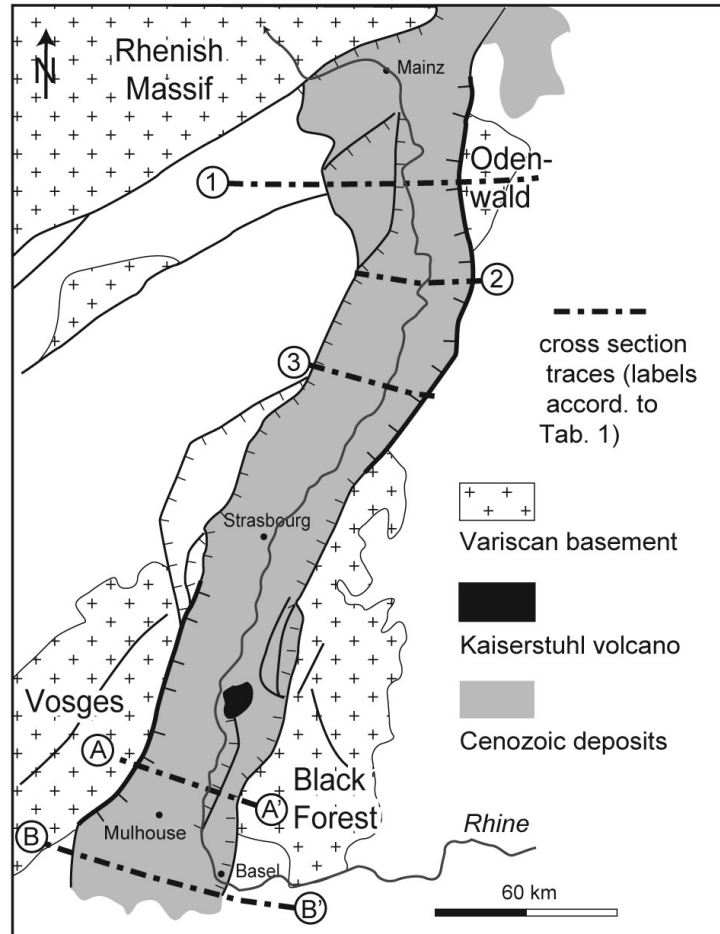 N
Rhenish
Massif
Mainz
Oden-
wald
1
2
3
cross section
traces (labels
accord. to
Tab. 1)
Strasbourg
Variscan basement
Kaiserstuhl volcano
Vosges
Cenozoic deposits
A
A'
Black
Forest
Mulhouse
Rhine
B
Basel
B'
60 km